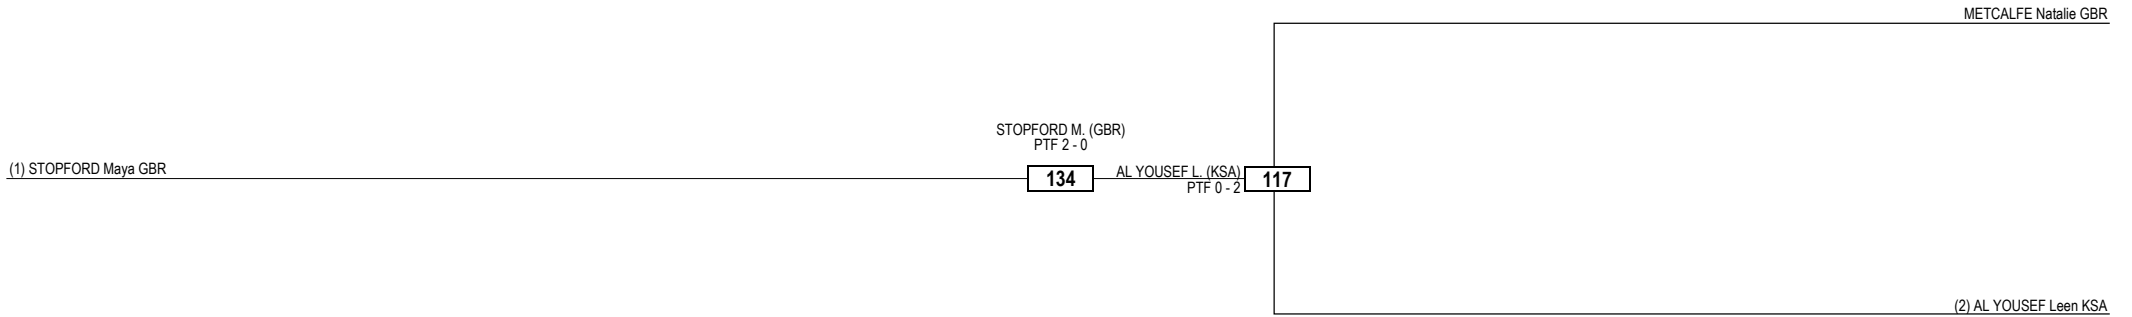 METCALFE Natalie GBR
STOPFORD M. (GBR)
PTF 2 - 0
(1) STOPFORD Maya GBR
134
AL YOUSEF L. (KSA)
PTF 0 - 2
117
(2) AL YOUSEF Leen KSA